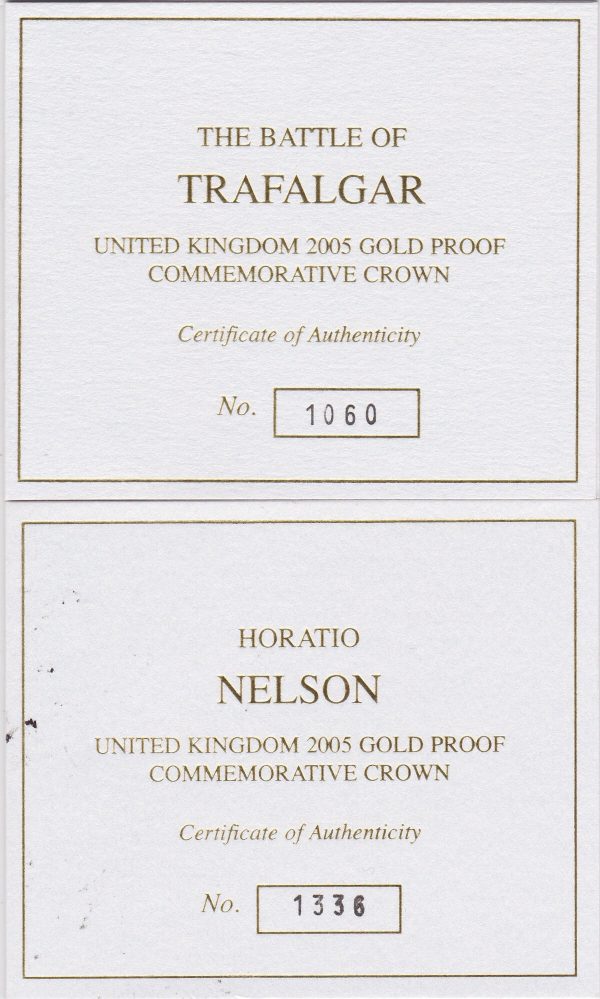 THE BATTLE OF
TRAFALGAR
UNITED KINGDOM 2005 GOLD PROOF
COMMEMORATIVE CROWN
Certificate of Authenticity
No. 1060
HORATIO
NELSON
UNITED KINGDOM 2005 GOLD PROOF
COMMEMORATIVE CROWN
Certificate of Authenticity
No. 1336